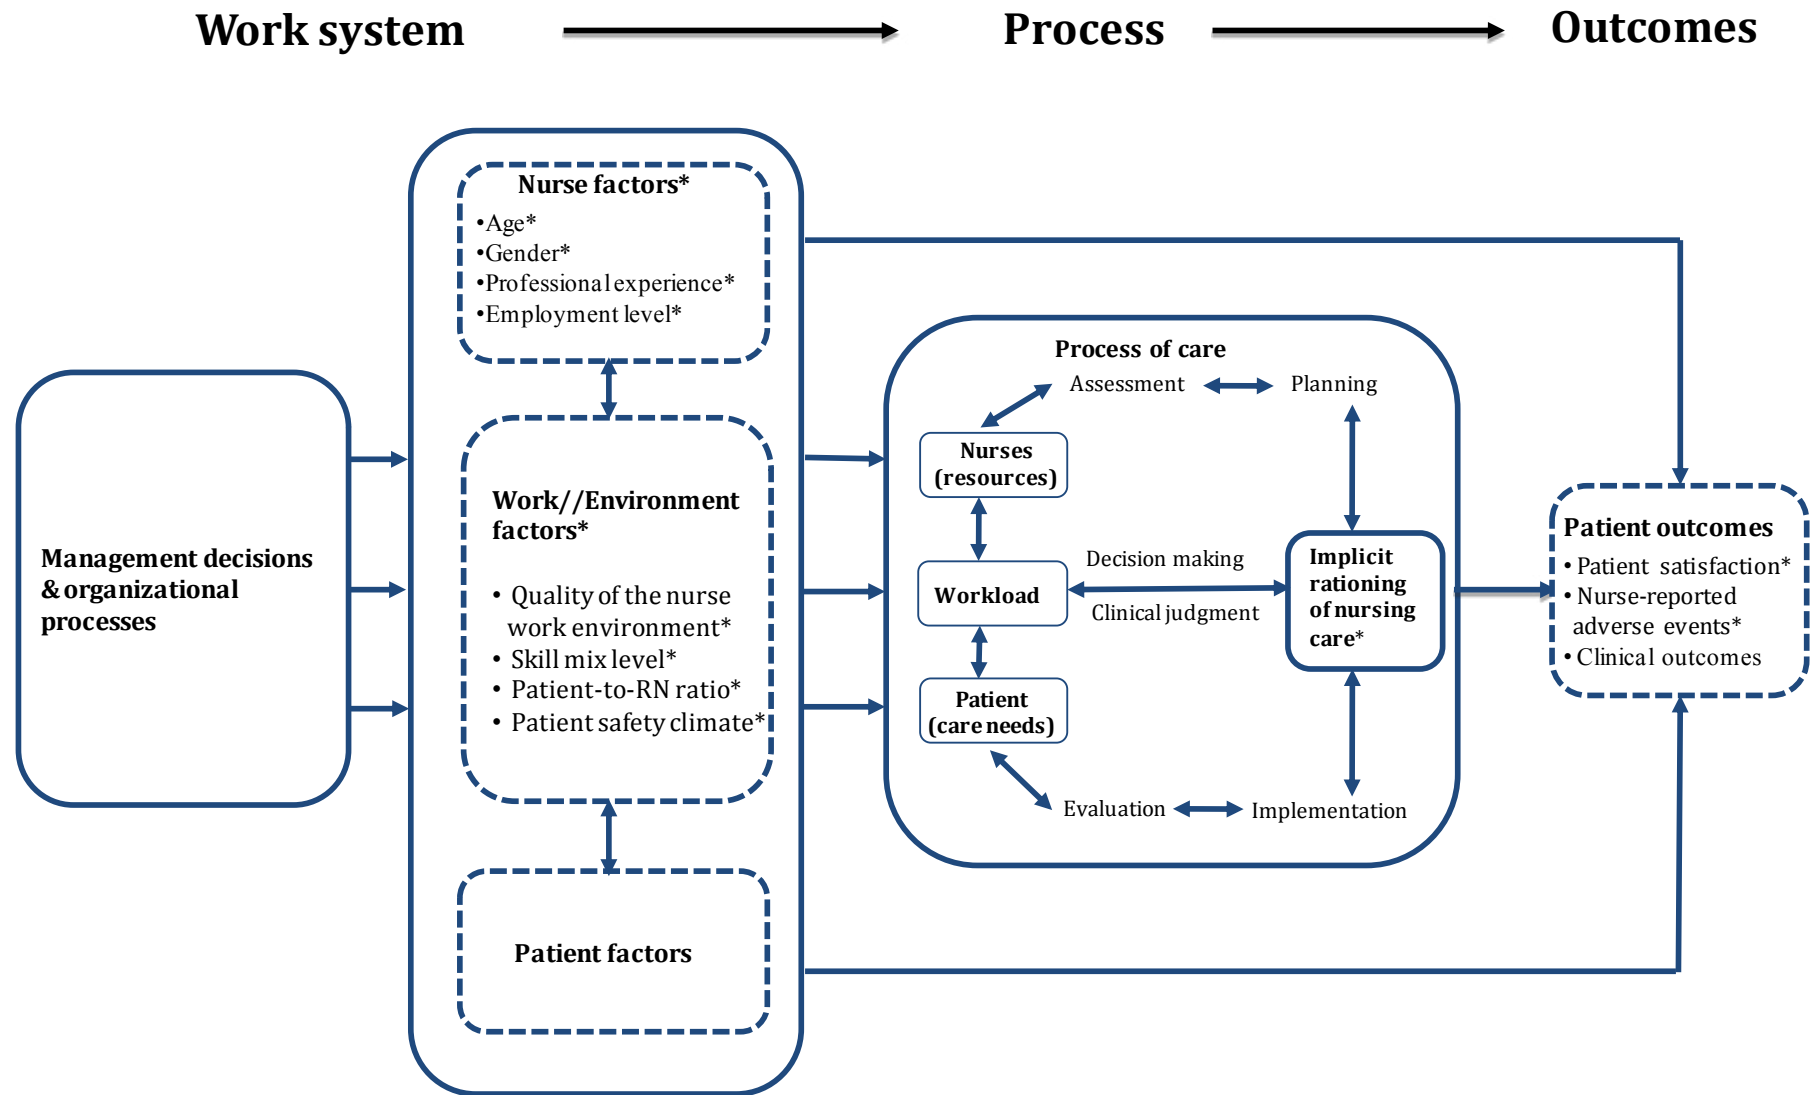 Work system
Process
Outcomes
Management decisions
& organizational
processes
Nurse factors*
•Age*
•Gender*
•Professional experience*
•Employment level*
Work//Environment
factors*
• Quality of the nurse
work environment*
• Skill mix level*
• Patient-to-RN ratio*
• Patient safety climate*
Patient factors
Process of care
Assessment
Planning
Nurses
(resources)
Workload
Patient
(care needs)
Decision making
Clinical judgment
Implicit
rationing
of nursing
care*
Evaluation
Implementation
Patient outcomes
• Patient satisfaction*
• Nurse-reported
adverse events*
• Clinical outcomes